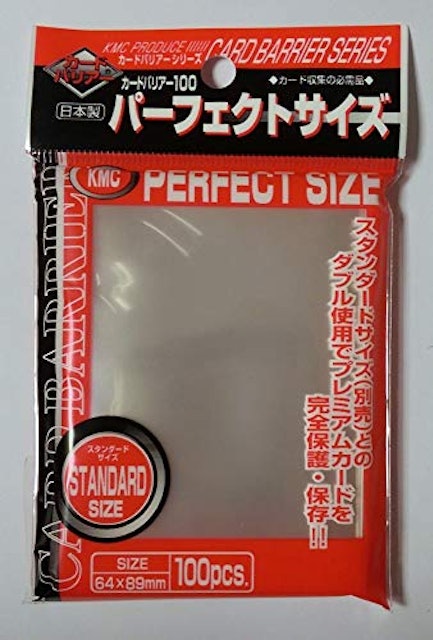 カード
バリアー
KMC PRODUCE
CARD BARRIER SERIES
カードバリアーシリーズ
カードバリアー100
◆カード収集の必需品◆
日本製
パーフェクトサイズ
KMC
PERFECT SIZE
CARD BARRIER
スタンダードサイズ(別売)との
ダブル使用でプレミアムカードを
完全保護・保存!!
スタンダード
サイズ
STANDARD
SIZE
SIZE
64×89mm
100pcs.